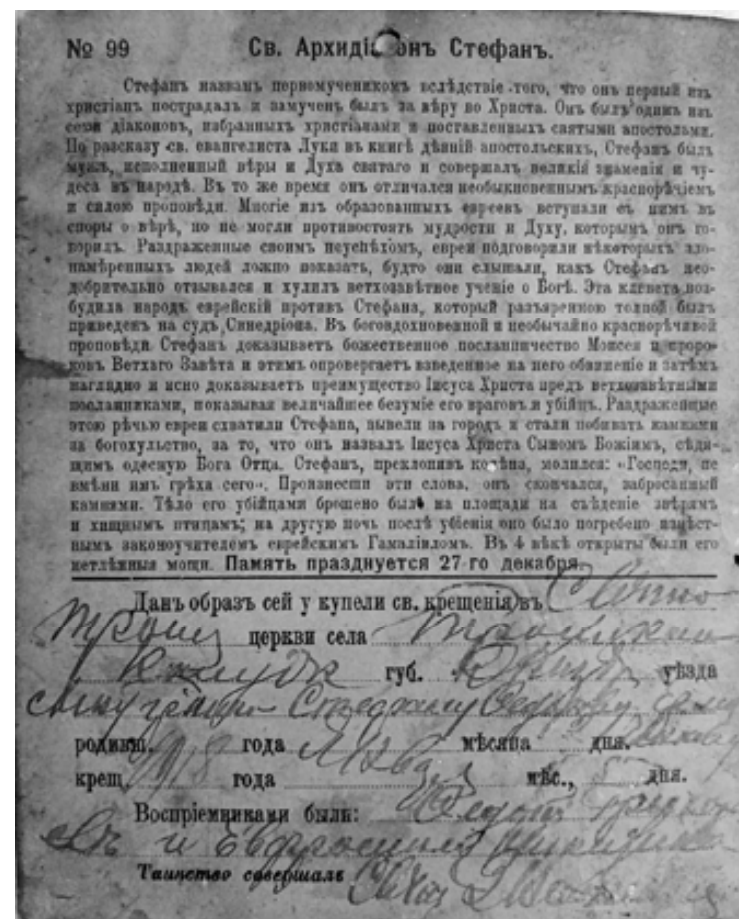 № 99 Св. Архидіаконъ Стефанъ.
Стефанъ названъ первомученикомъ вслѣдствіе того, что онъ первый изъ
христіанъ пострадалъ и замученъ былъ за вѣру во Христа. Онъ былъ одинъ изъ
семи діаконовъ, избранныхъ христіанами и поставленныхъ святыми апостолами.
По разсказу св. евангелиста Луки въ книгѣ дѣяній апостольскихъ, Стефанъ былъ
мужъ, исполненный вѣры и Духа святаго и совершалъ великія знаменія и чу-
деса въ народѣ. Въ то же время онъ отличался необыкновеннымъ краснорѣчіемъ
и силою проповѣди. Многіе изъ образованныхъ евреевъ вступали съ нимъ въ
споры о вѣрѣ, но не могли противостоять мудрости и Духу, которымъ онъ го-
ворилъ. Раздраженные своимъ неуспѣхомъ, евреи подговорили нѣкоторыхъ зло-
намѣренныхъ людей ложно показать, будто они слышали, какъ Стефанъ нео-
добрительно отзывался и хулилъ ветхозавѣтное ученіе о Богѣ. Эта клевета воз-
будила народъ еврейскій противъ Стефана, который разъяренною толпой былъ
приведенъ на судъ Синедріона. Въ боговдохновенной и необычайно краснорѣчивой
проповѣди Стефанъ доказываетъ божественное посланничество Моисея и проро-
ковъ Ветхаго Завѣта и этимъ опровергаетъ взведенное на него обвиненіе и затѣмъ
наглядно и ясно доказываетъ преимущество Іисуса Христа предъ ветхозавѣтными
посланниками, показывая величайшее безуміе его враговъ и убійцъ. Раздраженные
этою рѣчью евреи схватили Стефана, вывели за городъ и стали побивать камнями
за богохульство, за то, что онъ назвалъ Іисуса Христа Сыномъ Божіимъ, сѣдя-
щимъ одесную Бога Отца. Стефанъ, преклонивъ колѣна, молился: «Господи, не
вмѣни имъ грѣха сего». Произнесши эти слова, онъ скончался, забросанный
камнями. Тѣло его убійцами брошено было на площади на съѣденіе звѣрямъ
и хищнымъ птицамъ; на другую ночь послѣ убіенія оно было погребено извѣст-
нымъ законоучителемъ еврейскимъ Гамаліиломъ. Въ 4 вѣкѣ открыты были его
нетлѣнныя мощи. Память празднуется 27-го декабря.
Данъ образъ сей у купели св. крещенія въ Свято
Троиц церкви села
губ. уѣзда
Стефану
родивш. года мѣсяца дня.
крещ. года мѣс., дня.
Воспріемниками были:
и Евфросинія
Таинство совершалъ